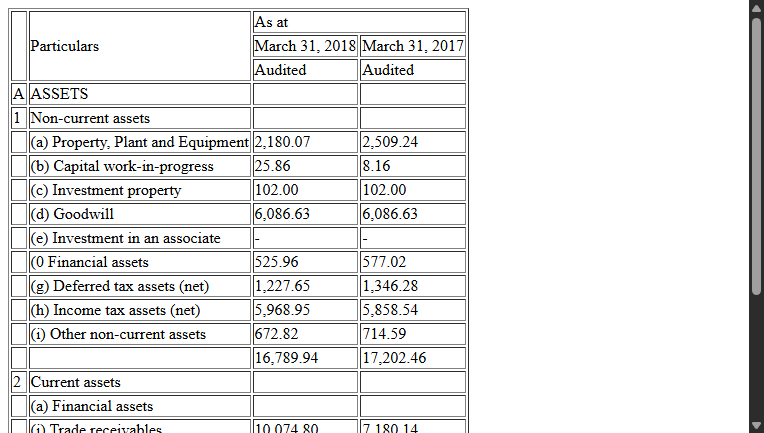 As at
Particulars March 31, 2018 March 31, 2017
Audited Audited
A ASSETS
1 Non-current assets
(a) Property, Plant and Equipment 2,180.07 2,509.24
(b) Capital work-in-progress 25.86 8.16
(c) Investment property 102.00 102.00
(d) Goodwill 6,086.63 6,086.63
(e) Investment in an associate - -
(0 Financial assets 525.96 577.02
(g) Deferred tax assets (net) 1,227.65 1,346.28
(h) Income tax assets (net) 5,968.95 5,858.54
(i) Other non-current assets 672.82 714.59
16,789.94 17,202.46
2 Current assets
(a) Financial assets
(i) Trade receivables 10,074.80 7,180.14